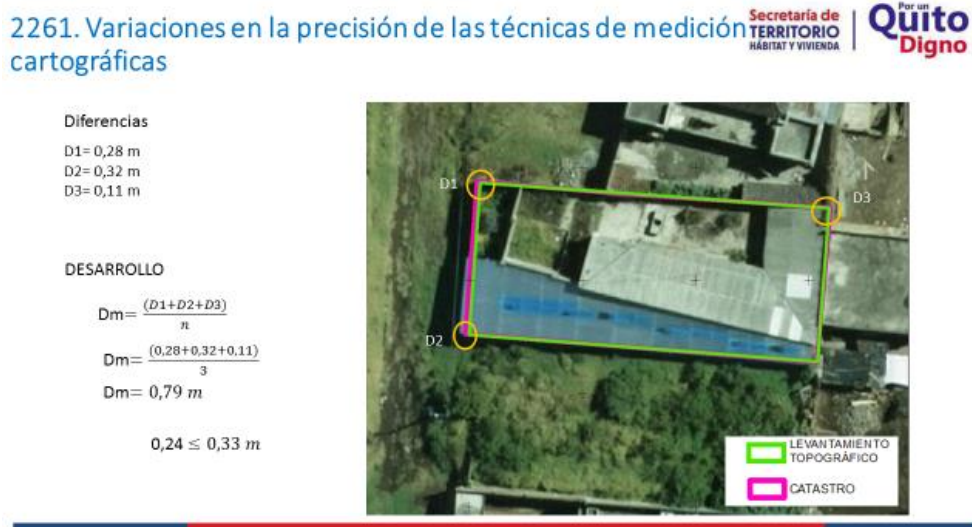 2261. Variaciones en la precisión de las técnicas de medición y
cartográficas
Secretaría de
TERRITORIO
HÁBITAT Y VIVIENDA
Por un
Quito
Digno
Diferencias
D1= 0,28 m
D2= 0,32 m
D3= 0,11 m
DESARROLLO
Dm= (D1+D2+D3)
n
Dm= (0,28+0,32+0,11)
3
Dm= 0,79 m
0,24 ≤ 0,33 m
D1
D3
D2
LEVANTAMIENTO
TOPOGRÁFICO
CATASTRO